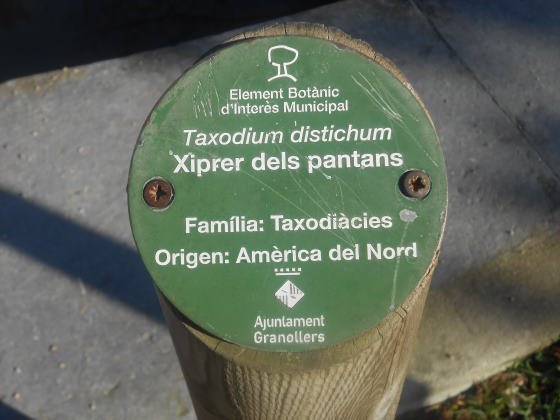 Element Botànic
d'Interès Municipal
Taxodium distichum
Xiprer dels pantans
Família: Taxodiàcies
Origen: Amèrica del Nord
Ajuntament
Granollers